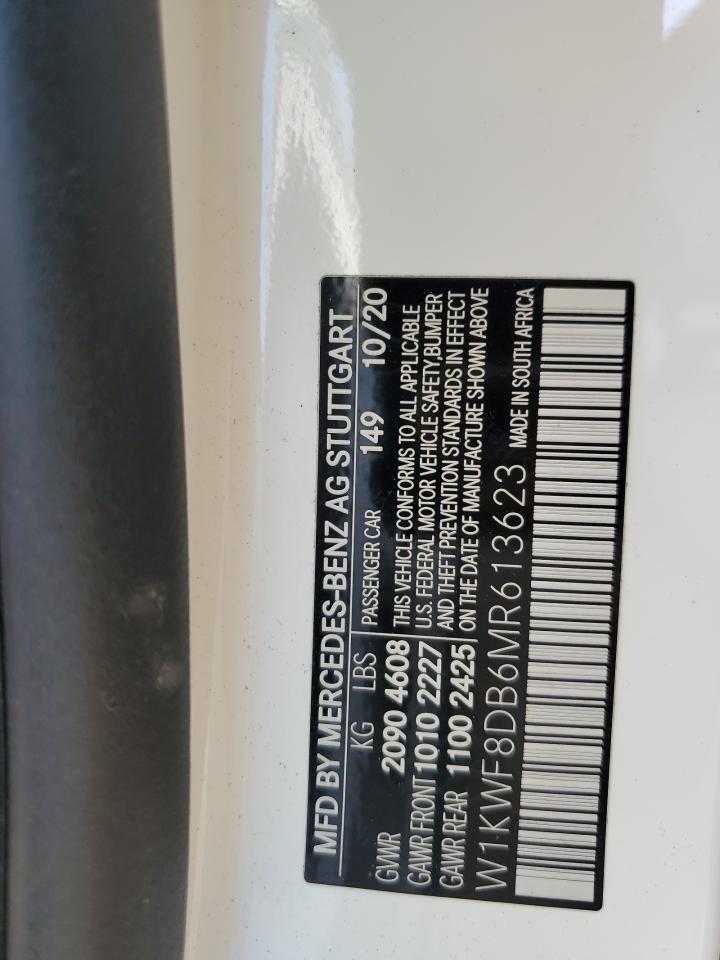 MFD BY MERCEDES-BENZ AG STUTTGART
KG LBS PASSENGER CAR 149 10/20
GVWR 2090 4608 THIS VEHICLE CONFORMS TO ALL APPLICABLE
GAWR FRONT 1010 2227 U.S. FEDERAL MOTOR VEHICLE SAFETY,BUMPER
GAWR REAR 1100 2425 AND THEFT PREVENTION STANDARDS IN EFFECT
ON THE DATE OF MANUFACTURE SHOWN ABOVE
W1KWF8DB6MR613623 MADE IN SOUTH AFRICA